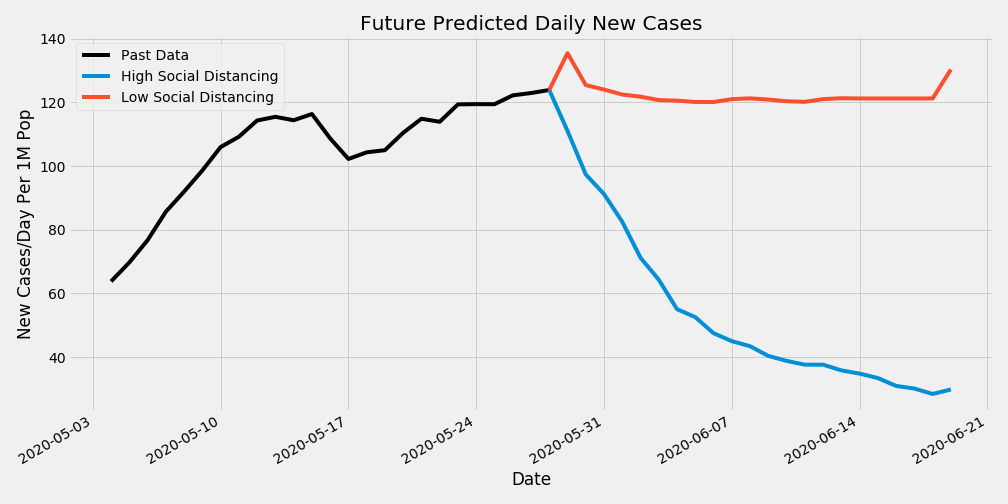 Future Predicted Daily New Cases
Past Data
High Social Distancing
Low Social Distancing
New Cases/Day Per 1M Pop
140
120
100
80
60
40
2020-05-03
2020-05-10
2020-05-17
2020-05-24
2020-05-31
2020-06-07
2020-06-14
2020-06-21
Date